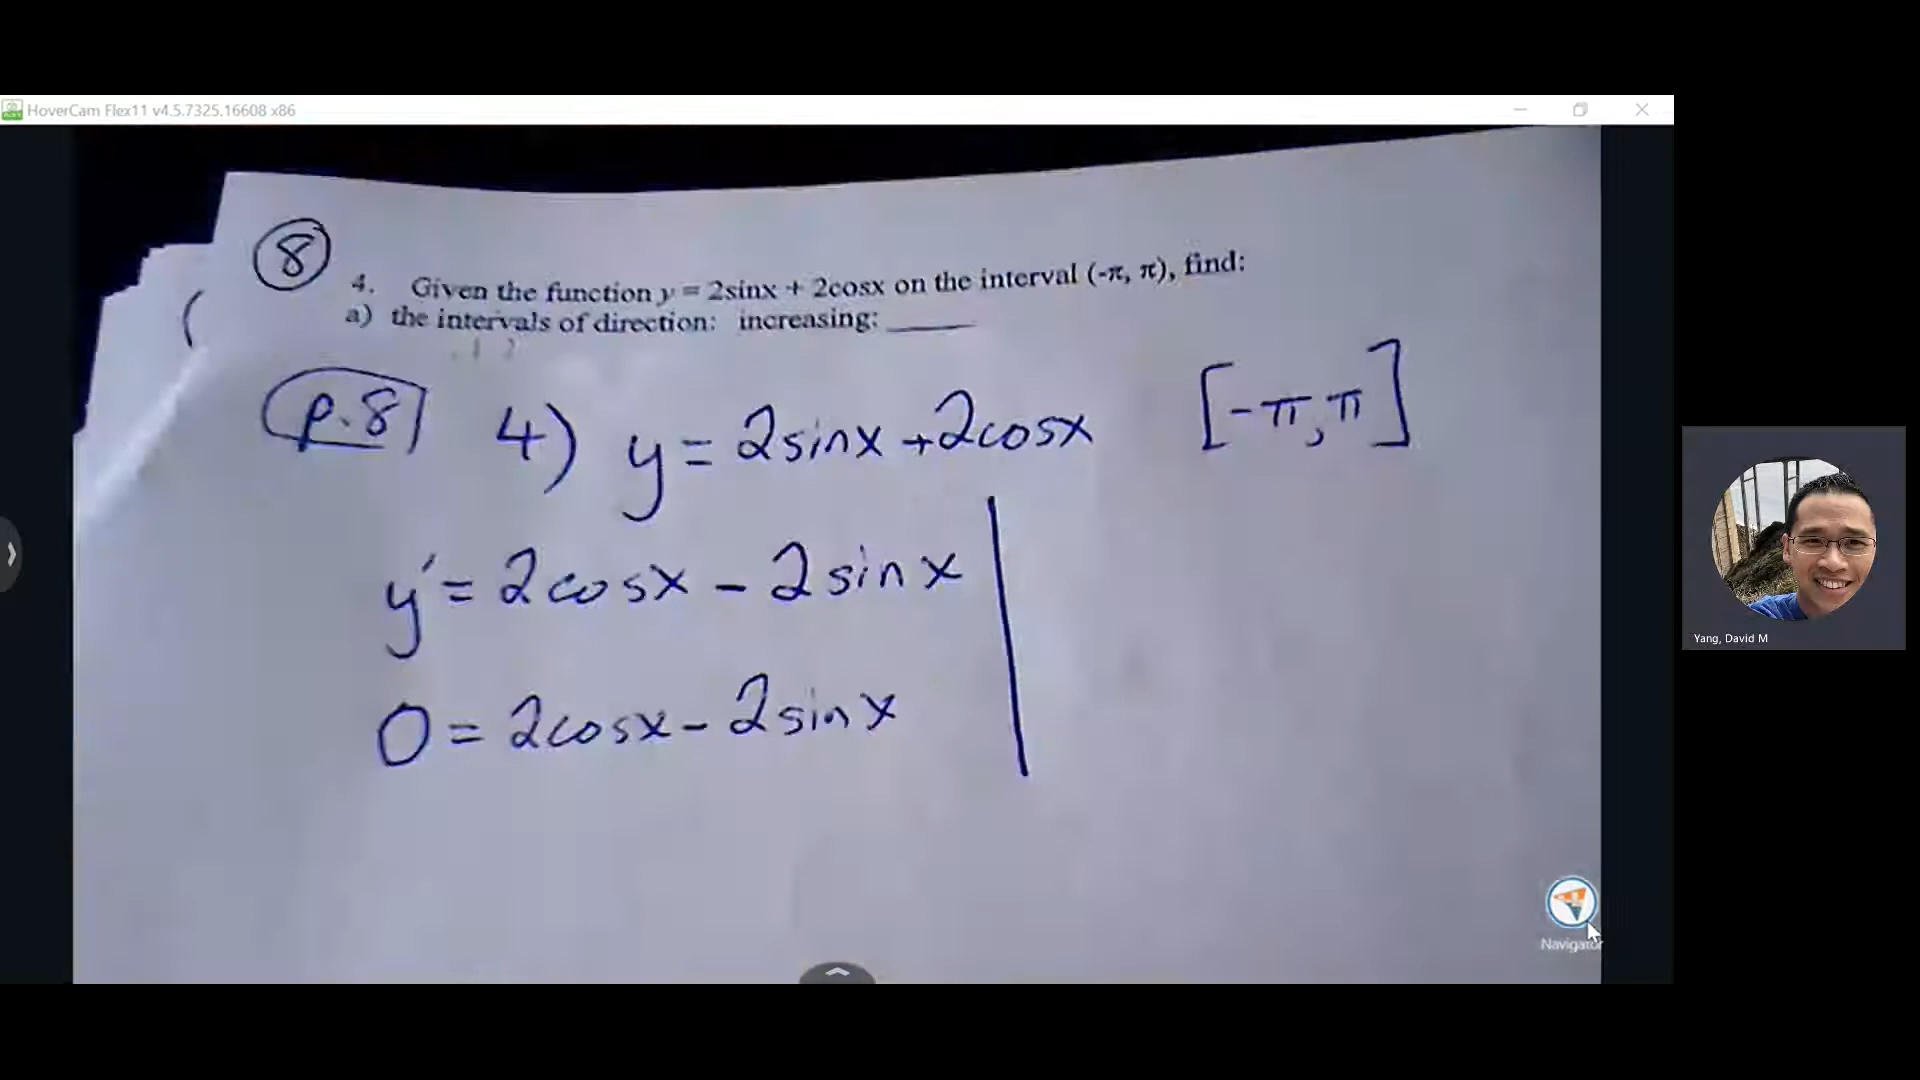 HoverCam Flex11 v4.5.7325.16608 x86
8
4. Given the function y = 2sinx + 2cosx on the interval (-π, π), find:
a) the intervals of direction: increasing: ______
(
p.8 4) y = 2sinx + 2cosx [-π, π]
y' = 2cosx - 2sinx
0 = 2cosx - 2sinx
Yang, David M
Navigator